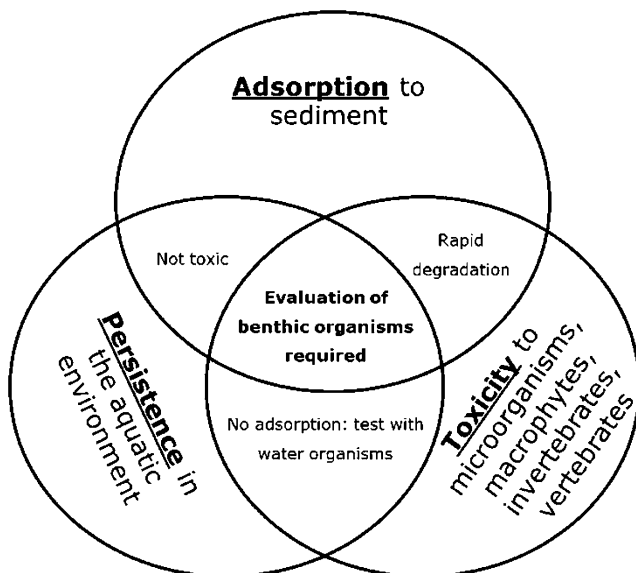 Adsorption to
sediment
Not toxic
Rapid
degradation
Evaluation of
benthic organisms
required
Persistence in
the aquatic
environment
No adsorption: test with
water organisms
Toxicity to
microorganisms,
macrophytes,
invertebrates,
vertebrates